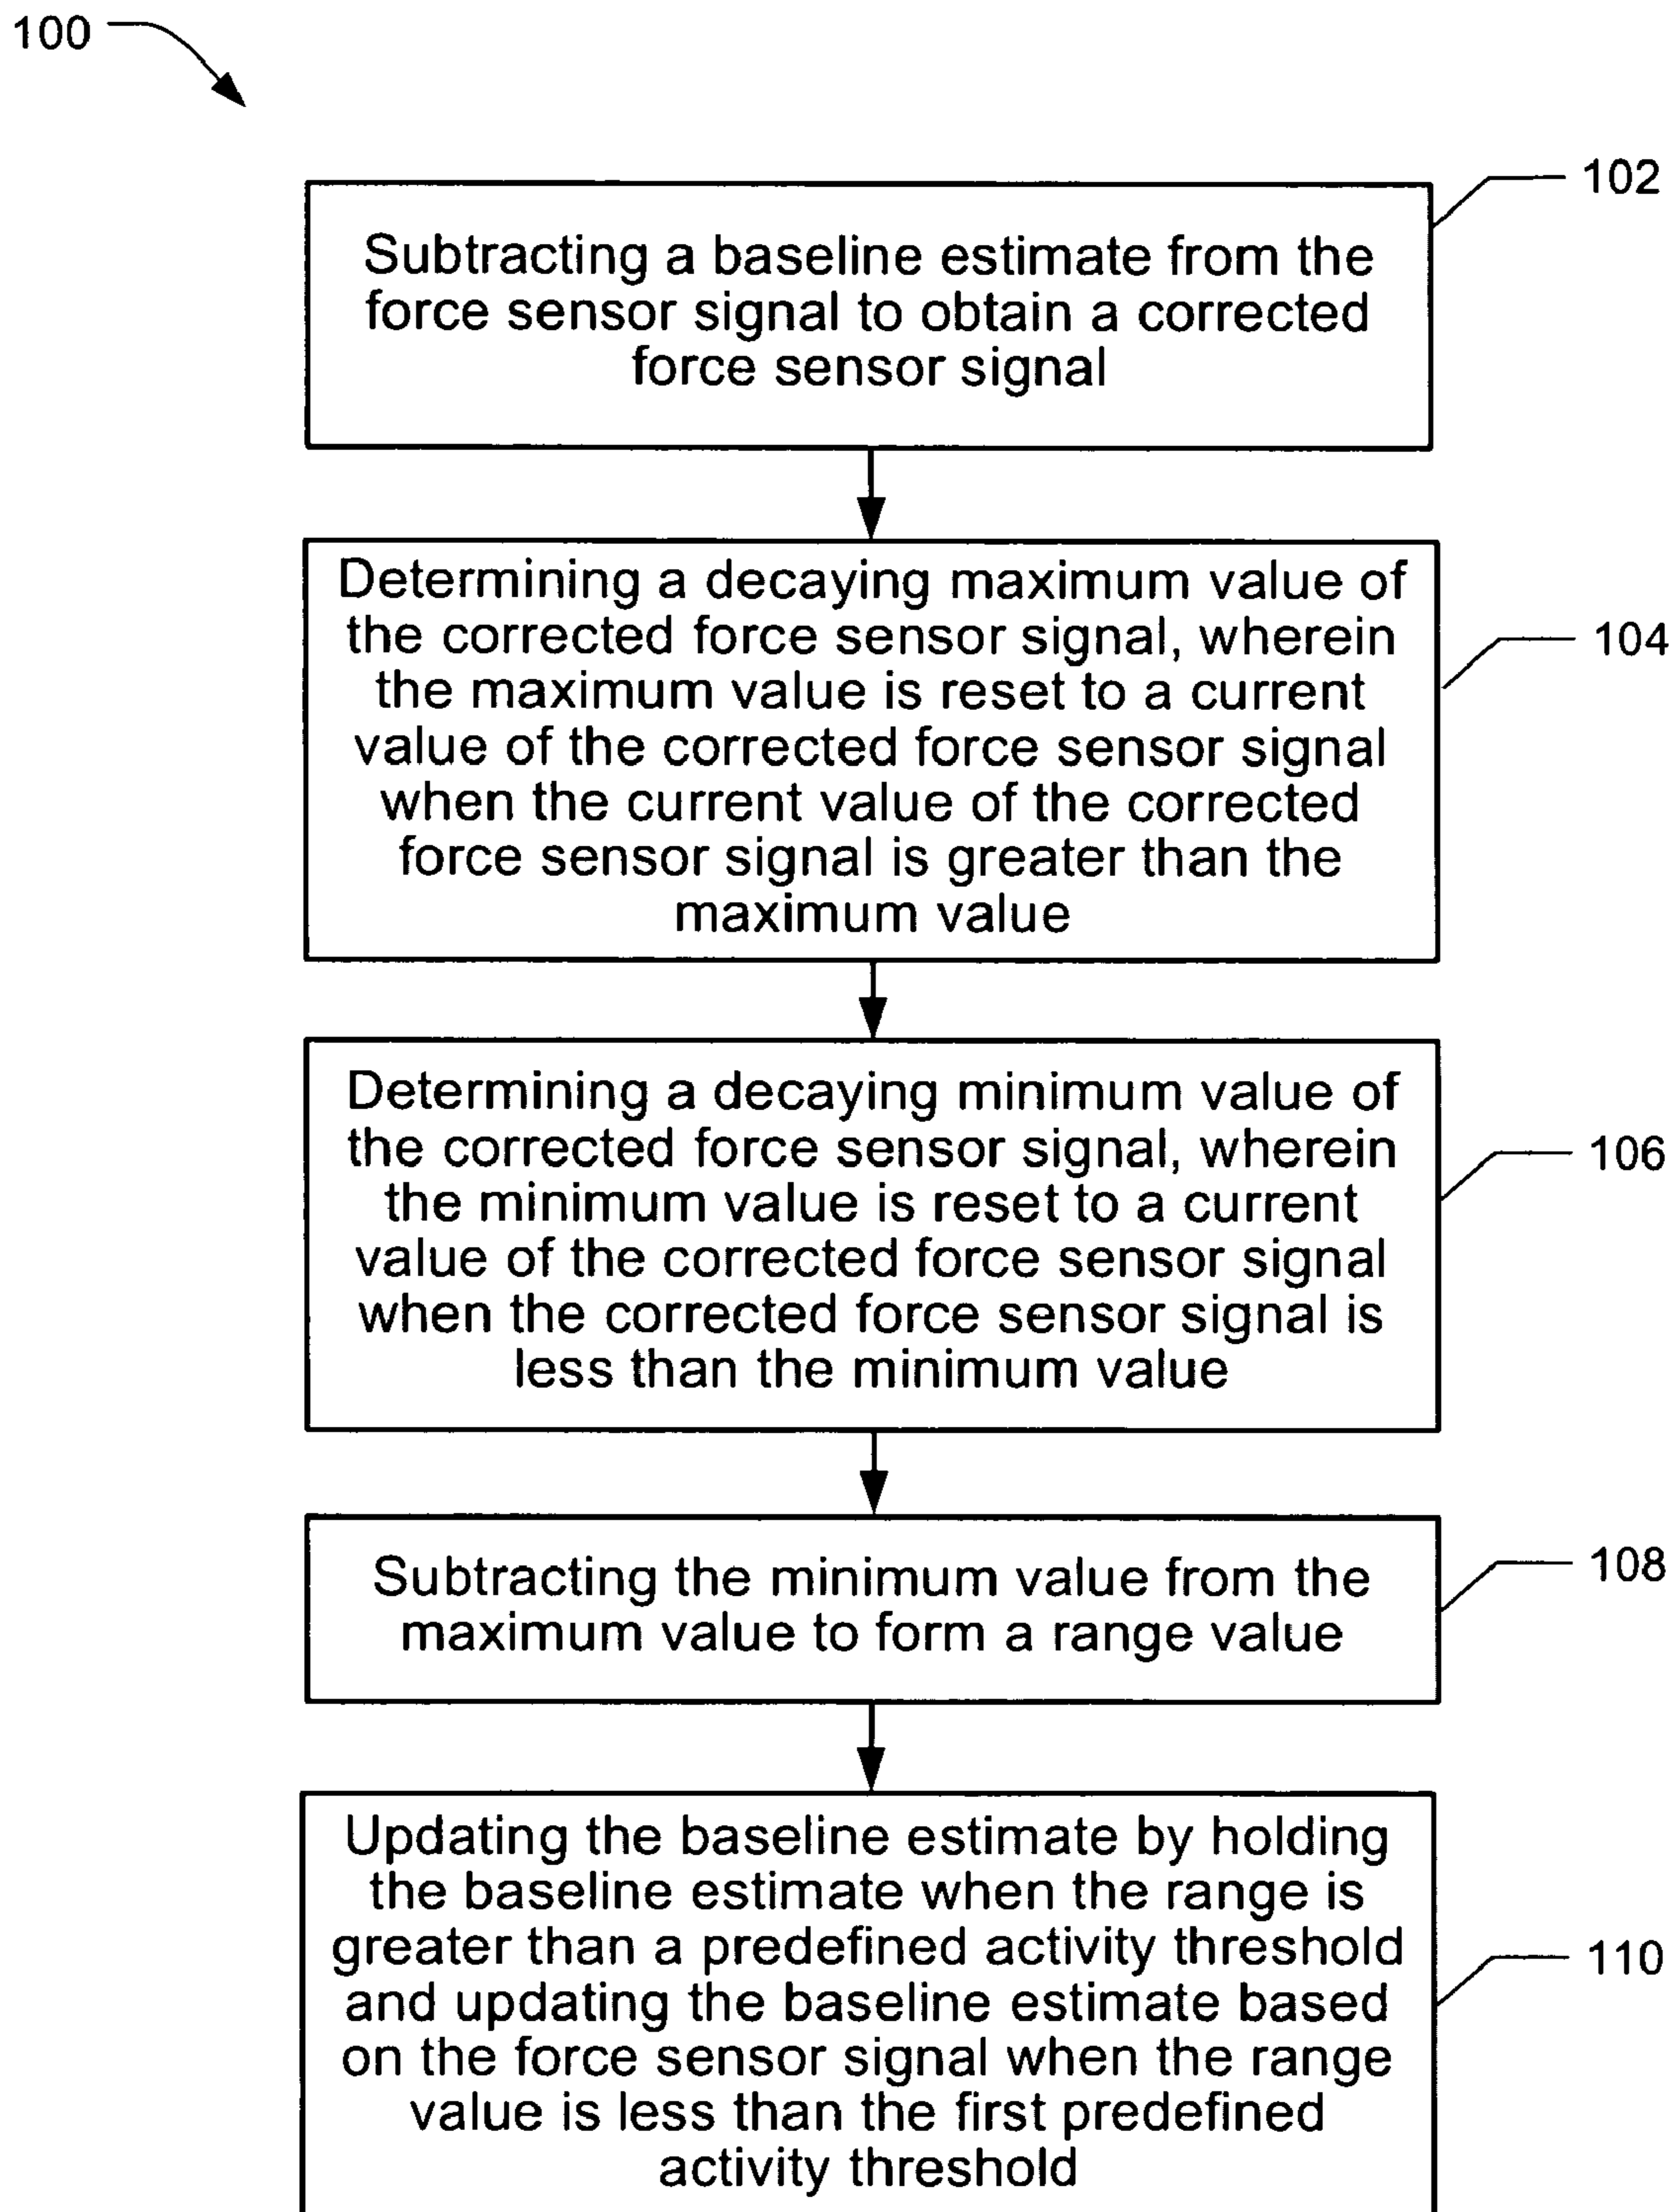 100
102
Subtracting a baseline estimate from the
force sensor signal to obtain a corrected
force sensor signal
Determining a decaying maximum value of
the corrected force sensor signal, wherein
the maximum value is reset to a current
value of the corrected force sensor signal
when the current value of the corrected
force sensor signal is greater than the
maximum value
104
Determining a decaying minimum value of
the corrected force sensor signal, wherein
the minimum value is reset to a current
value of the corrected force sensor signal
when the corrected force sensor signal is
less than the minimum value
106
Subtracting the minimum value from the
maximum value to form a range value
108
Updating the baseline estimate by holding
the baseline estimate when the range is
greater than a predefined activity threshold
and updating the baseline estimate based
on the force sensor signal when the range
value is less than the first predefined
activity threshold
110